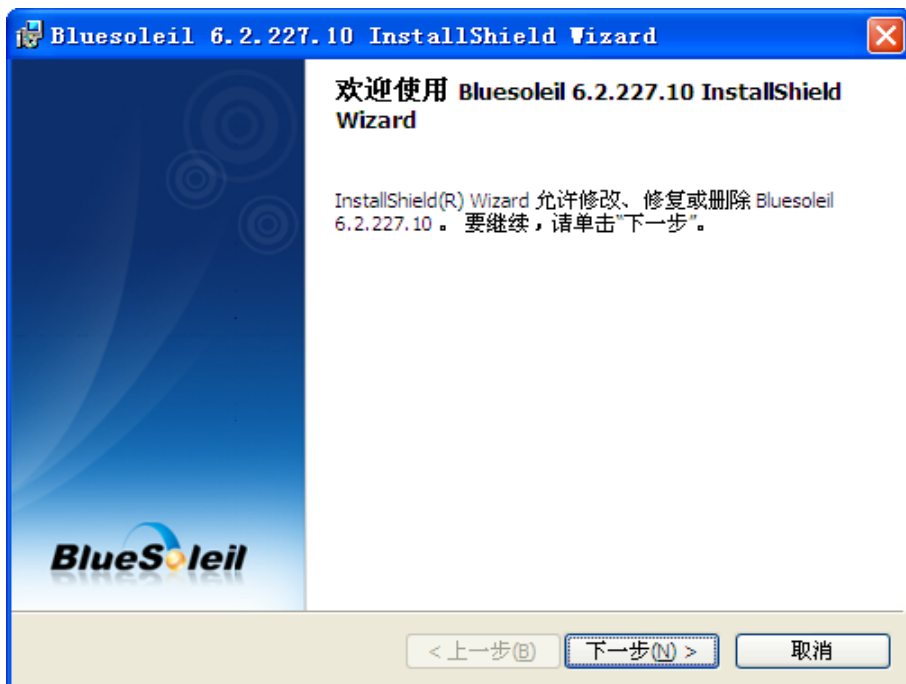 Bluesoleil 6.2.227.10 InstallShield Wizard
欢迎使用 Bluesoleil 6.2.227.10 InstallShield
Wizard
InstallShield(R) Wizard 允许修改、修复或删除 Bluesoleil
6.2.227.10 。 要继续，请单击“下一步”。
BlueSoleil
< 上一步(B)
下一步(N) >
取消